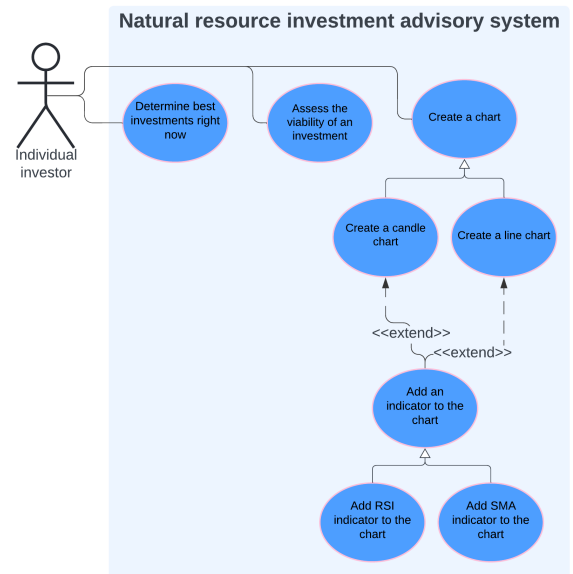 Natural resource investment advisory system
Individual
investor
Determine best
investments right
now
Assess the
viability of an
investment
Create a chart
Create a candle
chart
Create a line chart
<<extend>>
<<extend>>
Add an
indicator to the
chart
Add RSI
indicator to the
chart
Add SMA
indicator to the
chart